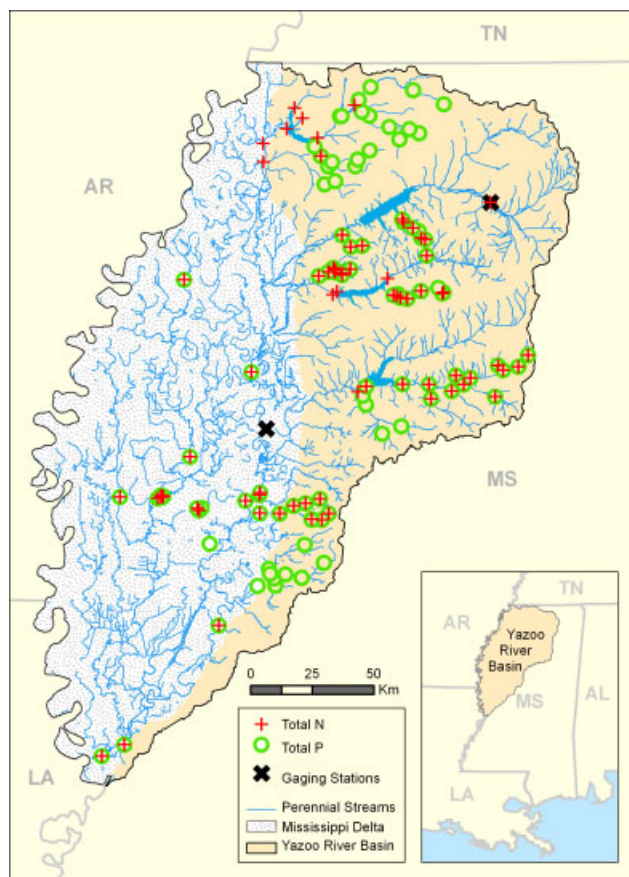 TN
AR
MS
LA
0 25 50
Km
Total N
Total P
Gaging Stations
Perennial Streams
Mississippi Delta
Yazoo River Basin
TN
AR
Yazoo
River
Basin
MS
AL
LA